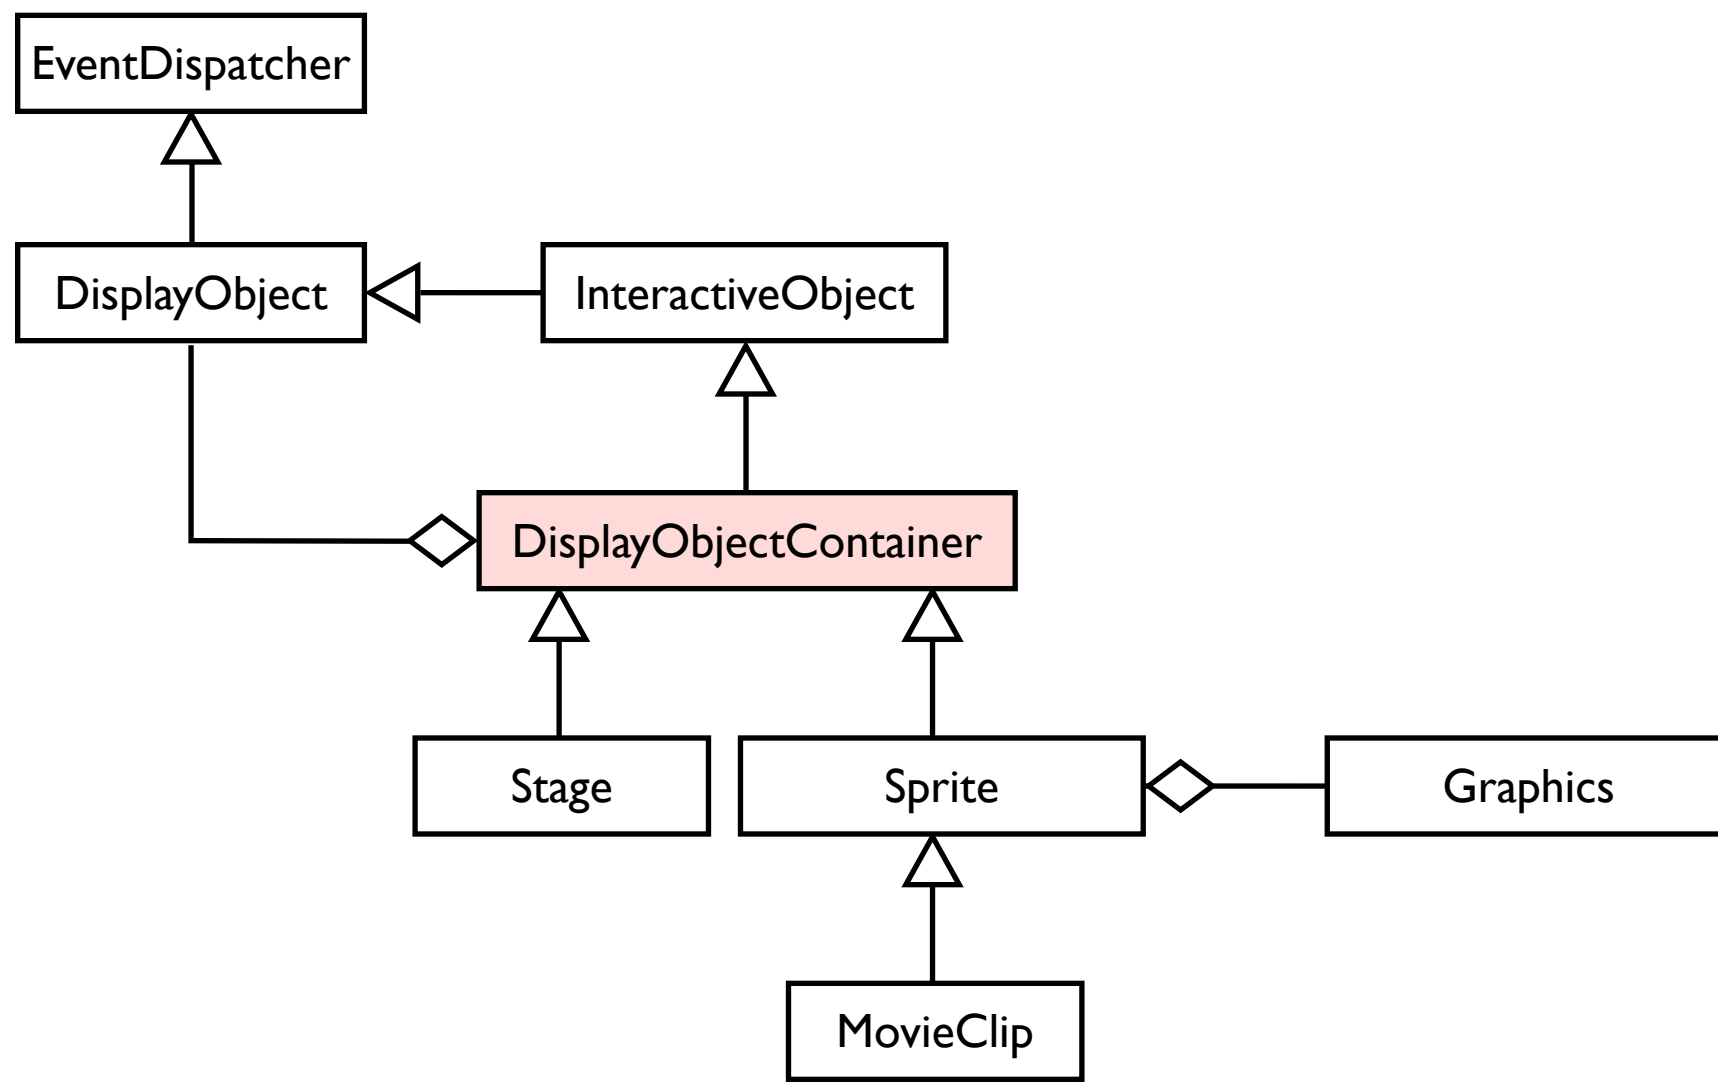 EventDispatcher
DisplayObject
InteractiveObject
DisplayObjectContainer
Stage
Sprite
Graphics
MovieClip